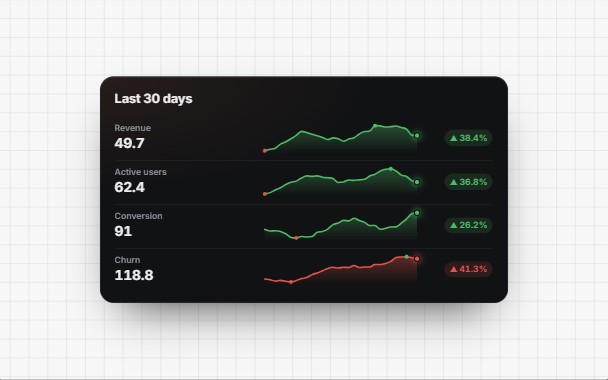 Last 30 days
Revenue
49.7
▲ 38.4%
Active users
62.4
▲ 36.8%
Conversion
91
▲ 26.2%
Churn
118.8
▲ 41.3%